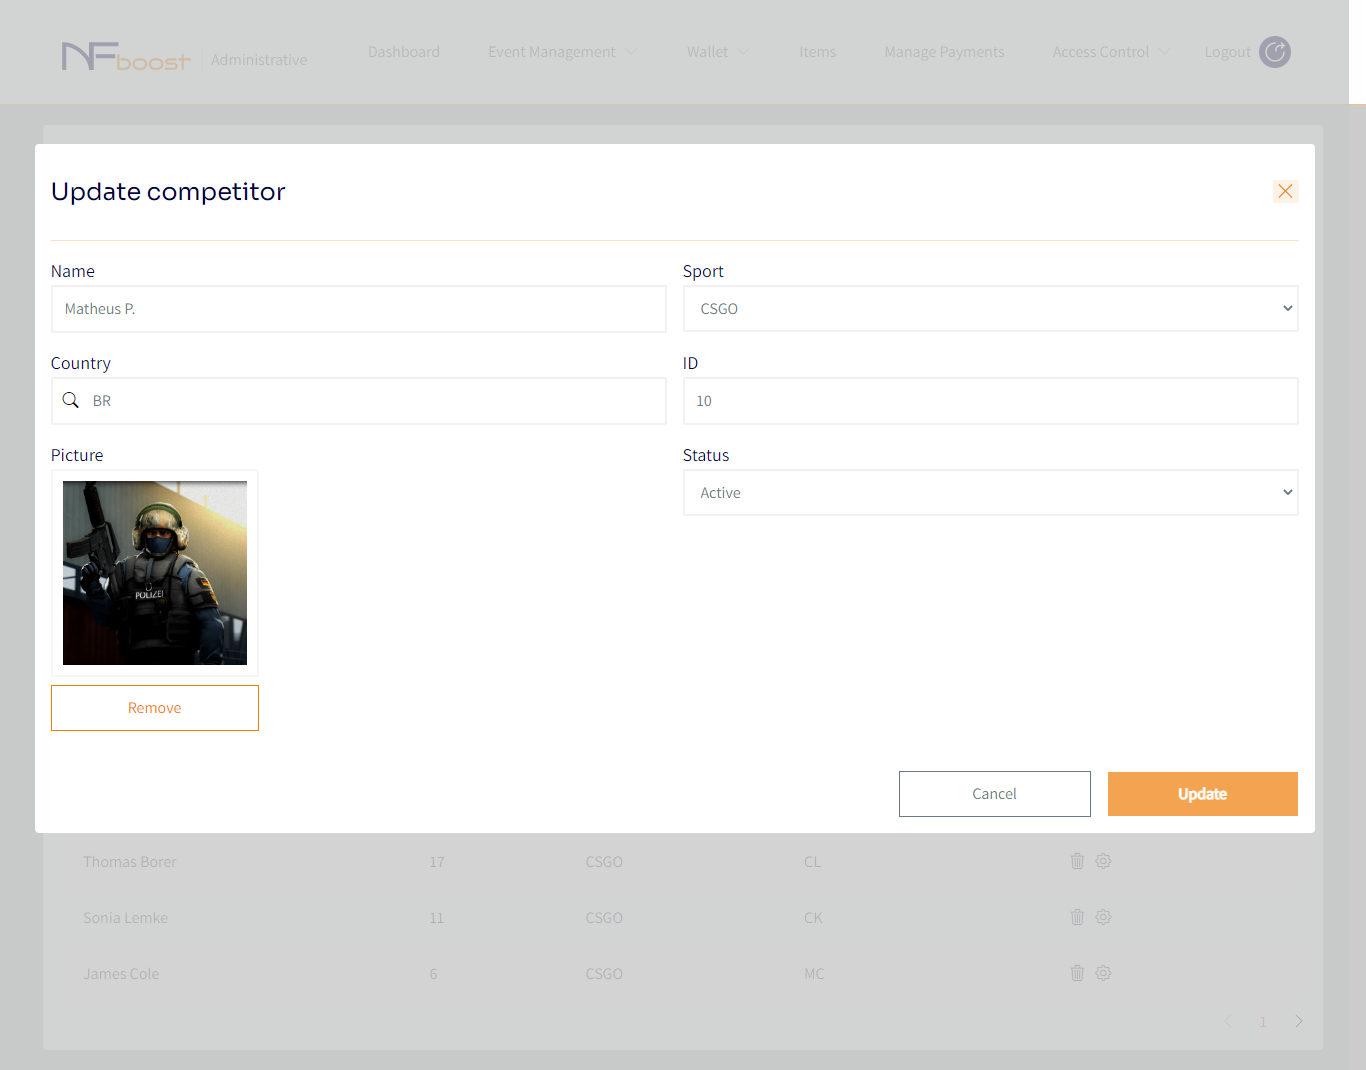 NFboost Administrative Dashboard Event Management Wallet Items Manage Payments Access Control Logout
Update competitor
Name Sport
Matheus P. CSGO
Country ID
BR 10
Picture Status
Active
POLIZEI
Remove
Cancel Update
Thomas Borer 17 CSGO CL
Sonia Lemke 11 CSGO CK
James Cole 6 CSGO MC
1